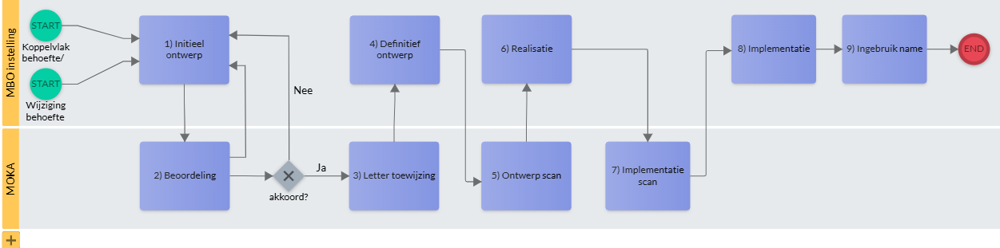 MBO instelling
START
Koppelvlak
behoefte/
START
Wijziging
behoefte
1) Initieel
ontwerp
Nee
4) Definitief
ontwerp
6) Realisatie
8) Implementatie
9) Ingebruik name
END
MOKA
2) Beoordeling
akkoord?
Ja
3) Letter toewijzing
5) Ontwerp scan
7) Implementatie
scan